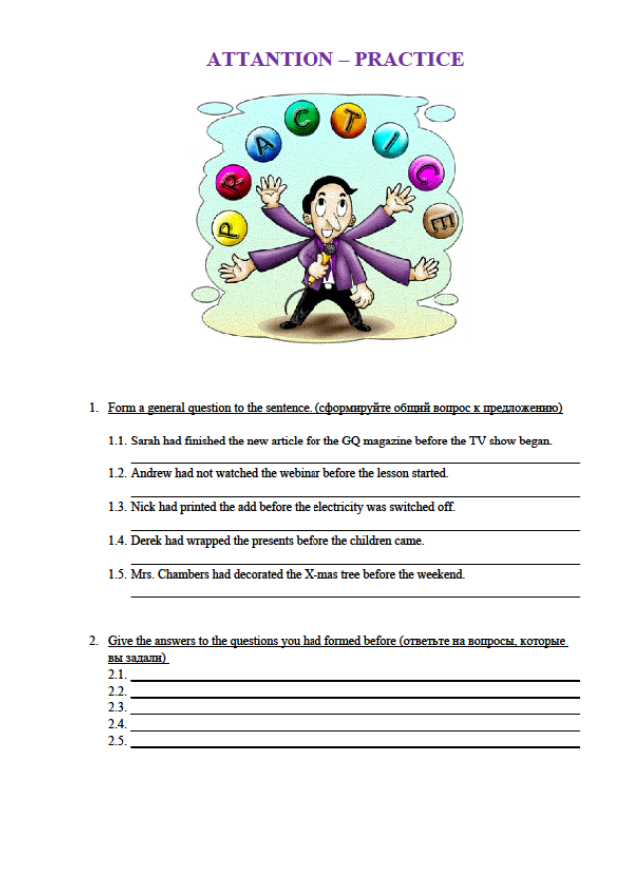 ATTANTION – PRACTICE
P R A C T I C E
1. Form a general question to the sentence. (сформируйте общий вопрос к предложению)
1.1. Sarah had finished the new article for the GQ magazine before the TV show began.
1.2. Andrew had not watched the webinar before the lesson started.
1.3. Nick had printed the add before the electricity was switched off.
1.4. Derek had wrapped the presents before the children came.
1.5. Mrs. Chambers had decorated the X-mas tree before the weekend.
2. Give the answers to the questions you had formed before (ответьте на вопросы, которые
вы задали)
2.1.
2.2.
2.3.
2.4.
2.5.